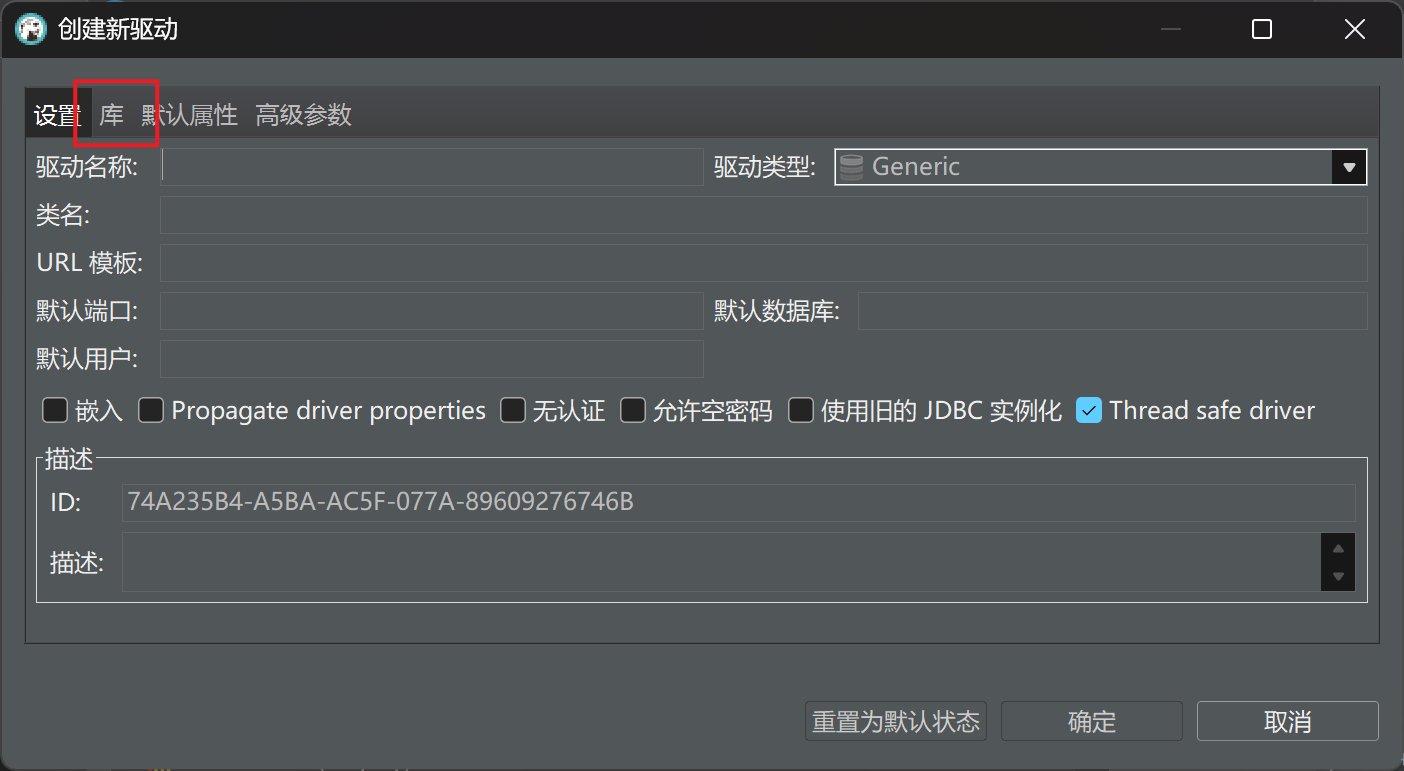 创建新驱动
设置 库 默认属性 高级参数
驱动名称: 驱动类型: Generic
类名:
URL 模板:
默认端口: 默认数据库:
默认用户:
嵌入 Propagate driver properties 无认证 允许空密码 使用旧的 JDBC 实例化 Thread safe driver
描述
ID: 74A235B4-A5BA-AC5F-077A-89609276746B
描述:
重置为默认状态 确定 取消